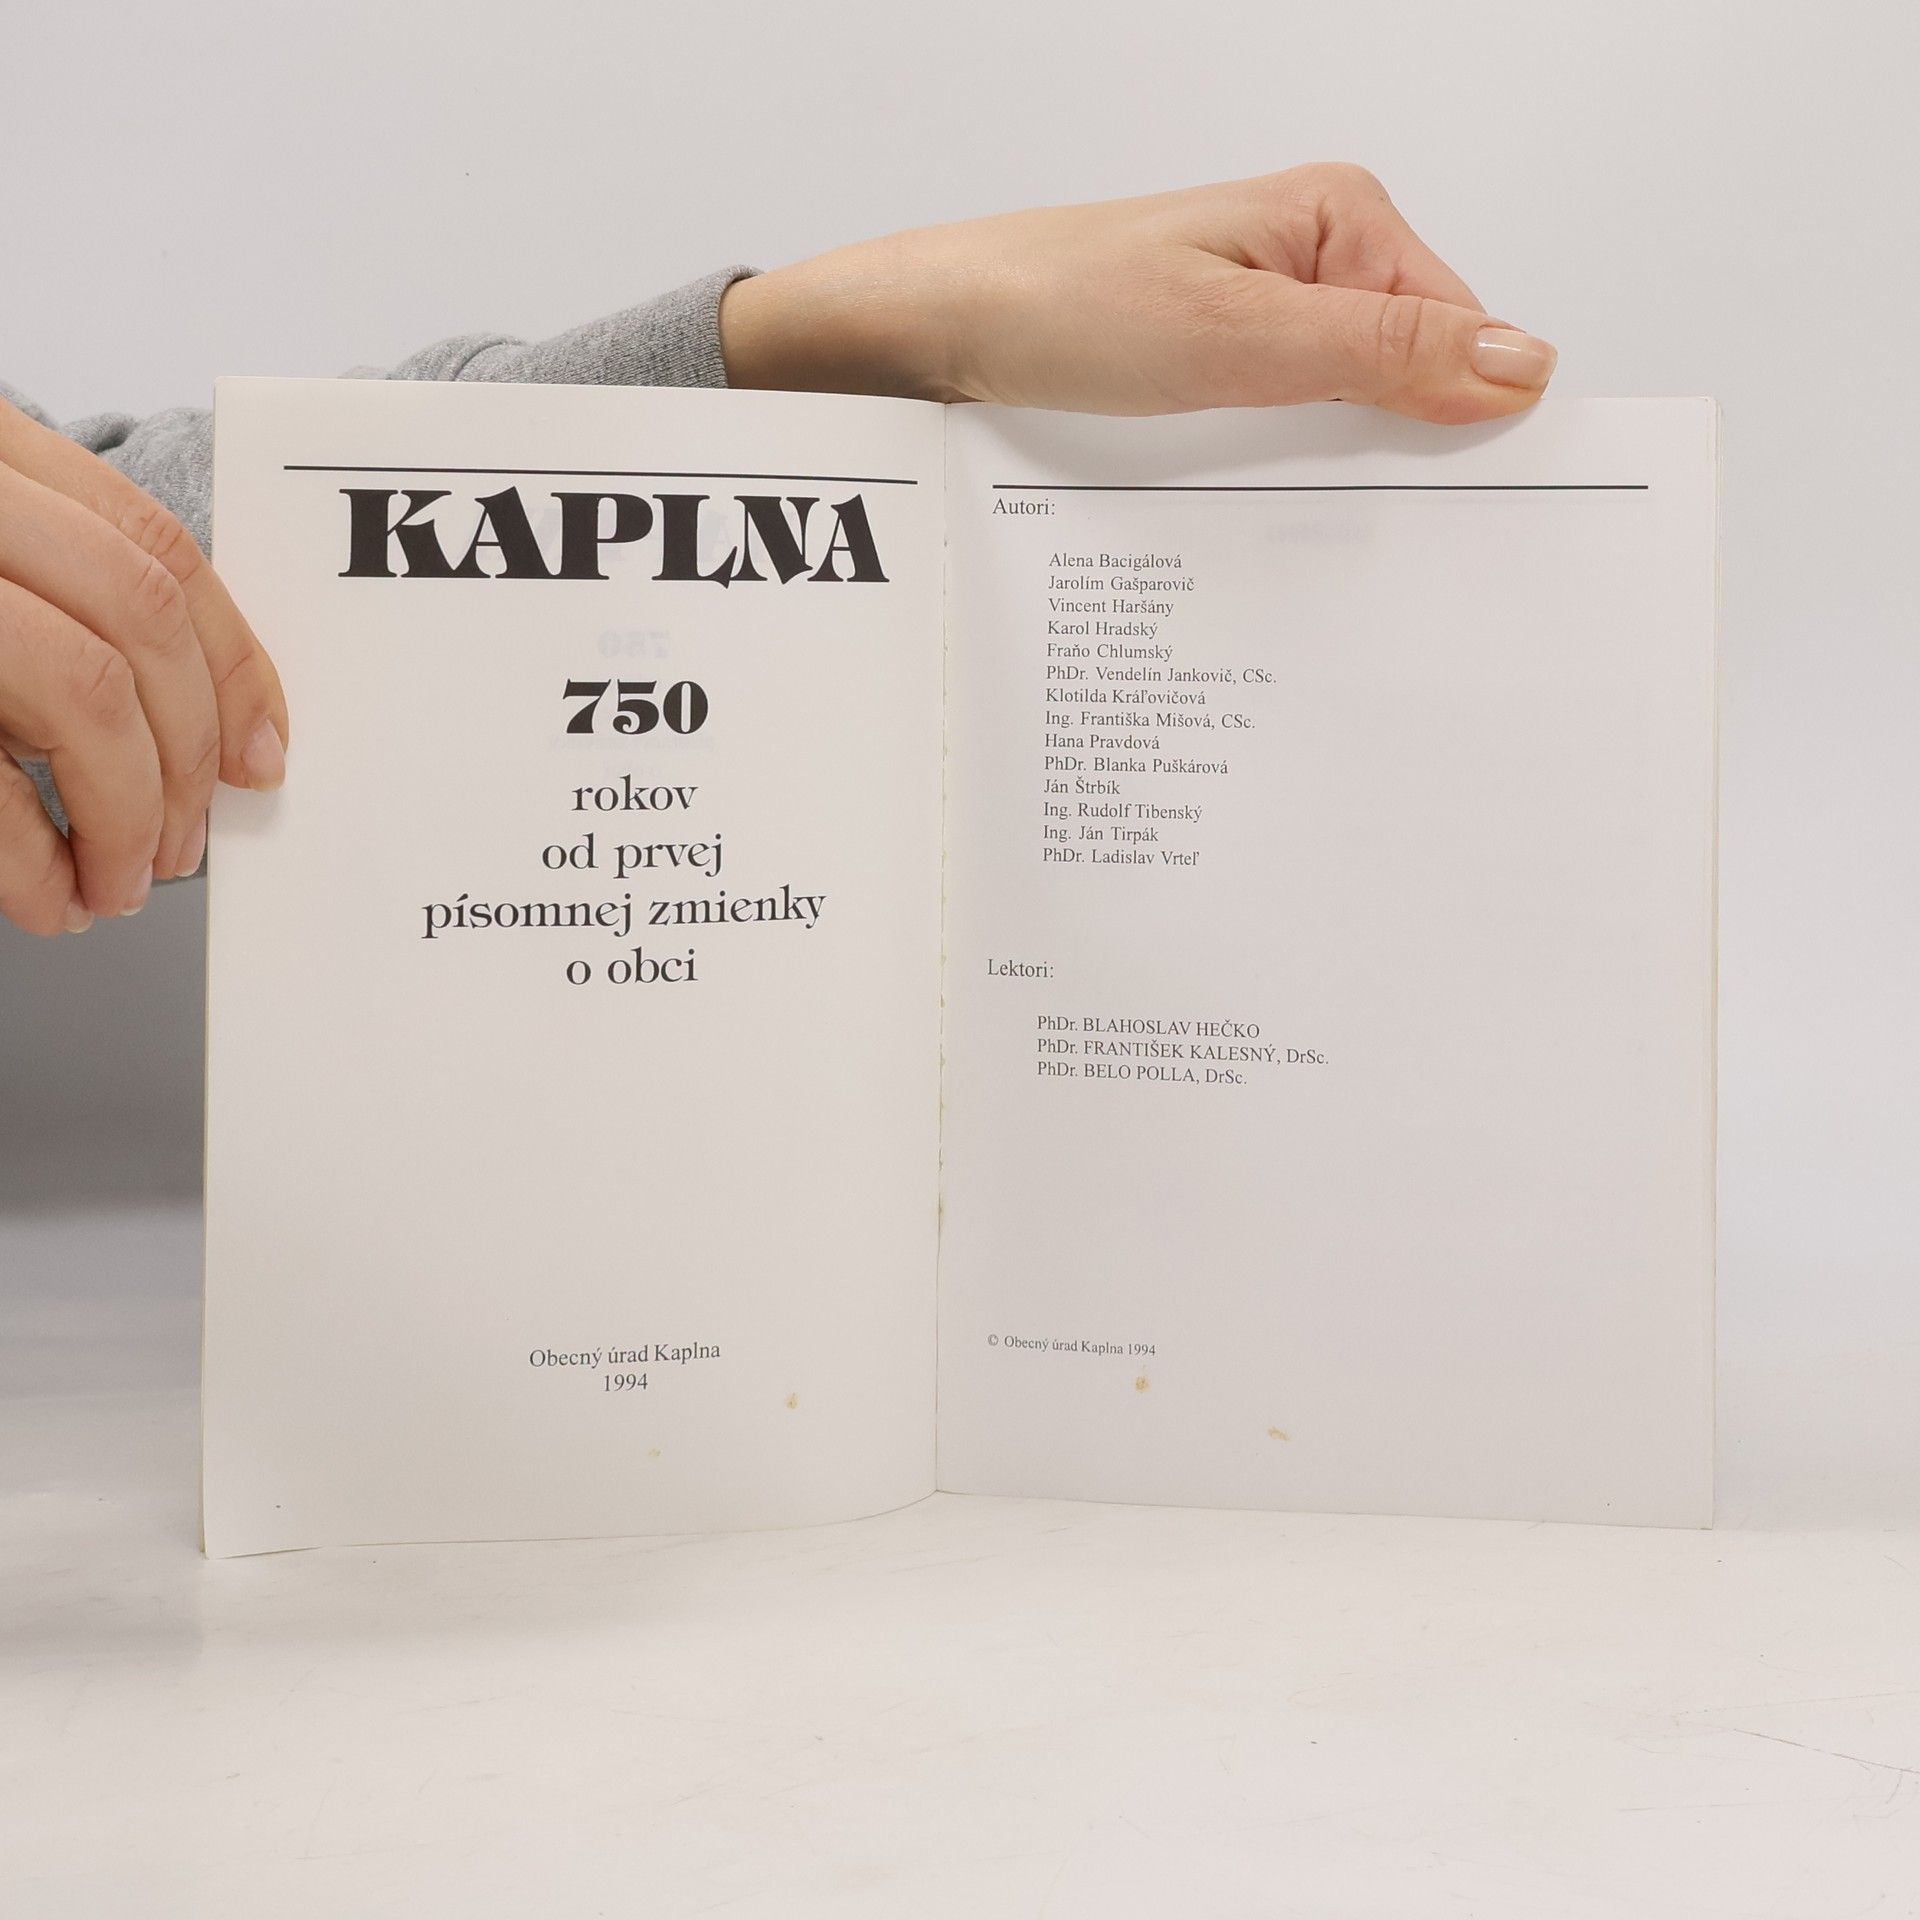 KAPLNA
750
rokov
od prvej
písomnej zmienky
o obci
Obecný úrad Kaplna
1994
Autori:
Alena Bacigálová
Jarolím Gašparovič
Vincent Haršány
Karol Hradský
Fraňo Chlumský
PhDr. Vendelín Jankovič, CSc.
Klotilda Kráľovičová
Ing. Františka Mišová, CSc.
Hana Pravdová
PhDr. Blanka Puškárová
Ján Štrbík
Ing. Rudolf Tibenský
Ing. Ján Tirpák
PhDr. Ladislav Vrteľ
Lektori:
PhDr. BLAHOSLAV HEČKO
PhDr. FRANTIŠEK KALESNÝ, DrSc.
PhDr. BELO POLLA, DrSc.
© Obecný úrad Kaplna 1994